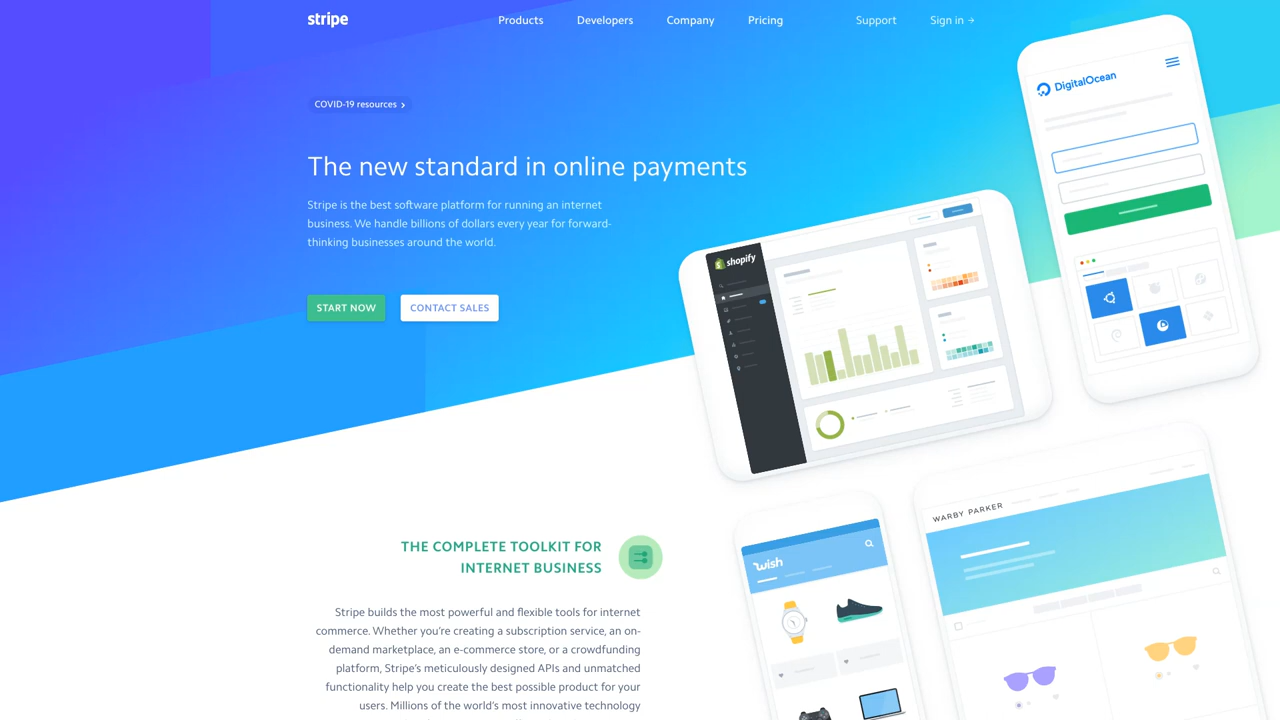 stripe
Products Developers Company Pricing Support Sign in →
COVID-19 resources ›
The new standard in online payments
Stripe is the best software platform for running an internet
business. We handle billions of dollars every year for forward-
thinking businesses around the world.
START NOW CONTACT SALES
DigitalOcean
shopify
WARBY PARKER
wish
THE COMPLETE TOOLKIT FOR
INTERNET BUSINESS
Stripe builds the most powerful and flexible tools for internet
commerce. Whether you’re creating a subscription service, an on-
demand marketplace, an e-commerce store, or a crowdfunding
platform, Stripe’s meticulously designed APIs and unmatched
functionality help you create the best possible product for your
users. Millions of the world’s most innovative technology